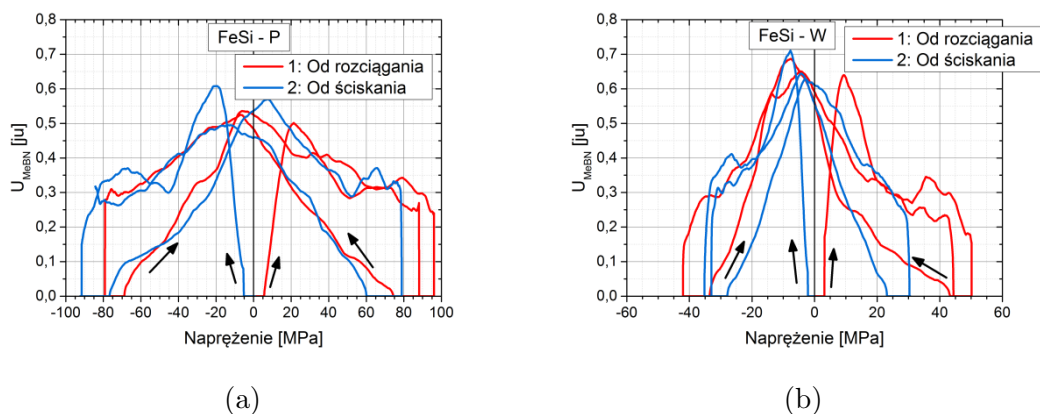 0,8
0,7
0,6
0,5
0,4
0,3
0,2
0,1
0,0
U_MeBN [ju]
FeSi - P
1: Od rozciągania
2: Od ściskania
-100 -80 -60 -40 -20 0 20 40 60 80 100
Naprężenie [MPa]
(a)
0,8
0,7
0,6
0,5
0,4
0,3
0,2
0,1
0,0
U_MeBN [ju]
FeSi - W
1: Od rozciągania
2: Od ściskania
-60 -40 -20 0 20 40 60
Naprężenie [MPa]
(b)